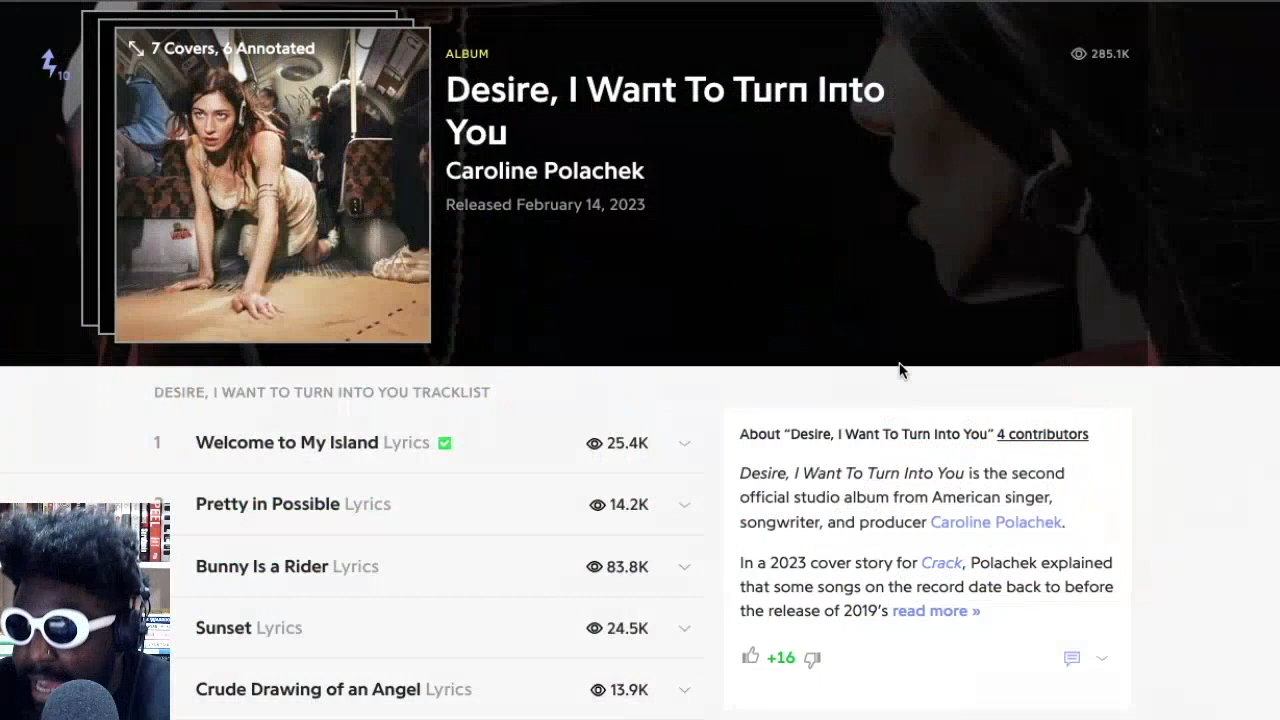 7 Covers, 6 Annotated
10
ALBUM
285.1K
Desire, I Want To Turn Into
You
Caroline Polachek
Released February 14, 2023
DESIRE, I WANT TO TURN INTO YOU TRACKLIST
1 Welcome to My Island Lyrics 25.4K
Pretty in Possible Lyrics 14.2K
Bunny Is a Rider Lyrics 83.8K
Sunset Lyrics 24.5K
Crude Drawing of an Angel Lyrics 13.9K
About “Desire, I Want To Turn Into You” 4 contributors
Desire, I Want To Turn Into You is the second
official studio album from American singer,
songwriter, and producer Caroline Polachek.
In a 2023 cover story for Crack, Polachek explained
that some songs on the record date back to before
the release of 2019’s read more »
+16